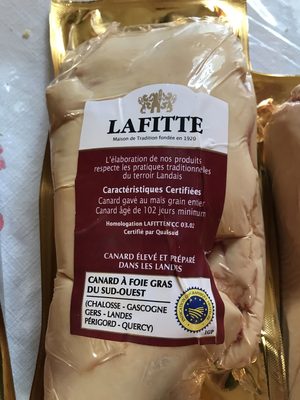 LAFITTE
Maison de Tradition fondée en 1920
L'élaboration de nos produits
respecte les pratiques traditionnelles
du terroir Landais
Caractéristiques Certifiées
Canard gavé au maïs grain entier
Canard âgé de 102 jours minimum
Homologation LAFITTE/CC 03.02
Certifié par Qualisud
CANARD ÉLEVÉ ET PRÉPARÉ
DANS LES LANDES
CANARD À FOIE GRAS
DU SUD-OUEST
(CHALOSSE - GASCOGNE
GERS - LANDES
PÉRIGORD - QUERCY)
IGP